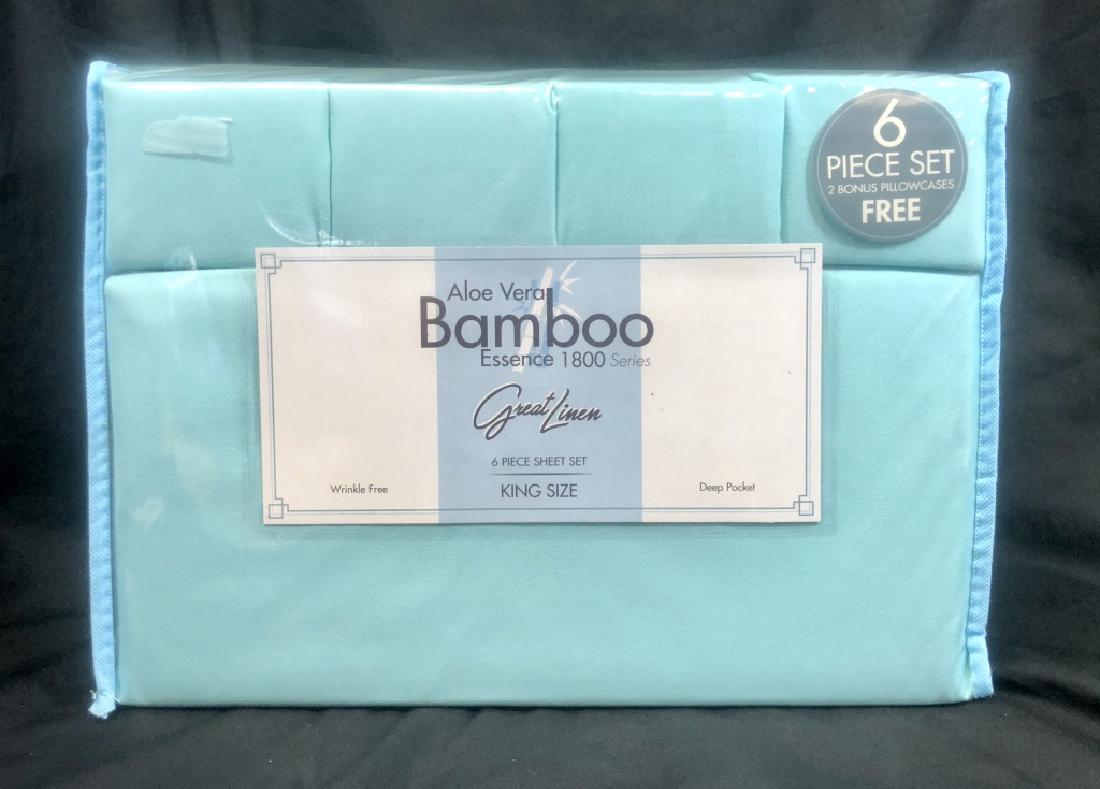 6
PIECE SET
2 BONUS PILLOWCASES
FREE
Aloe Vera
Bamboo
Essence 1800 Series
Great Linen
6 PIECE SHEET SET
KING SIZE
Wrinkle Free
Deep Pocket